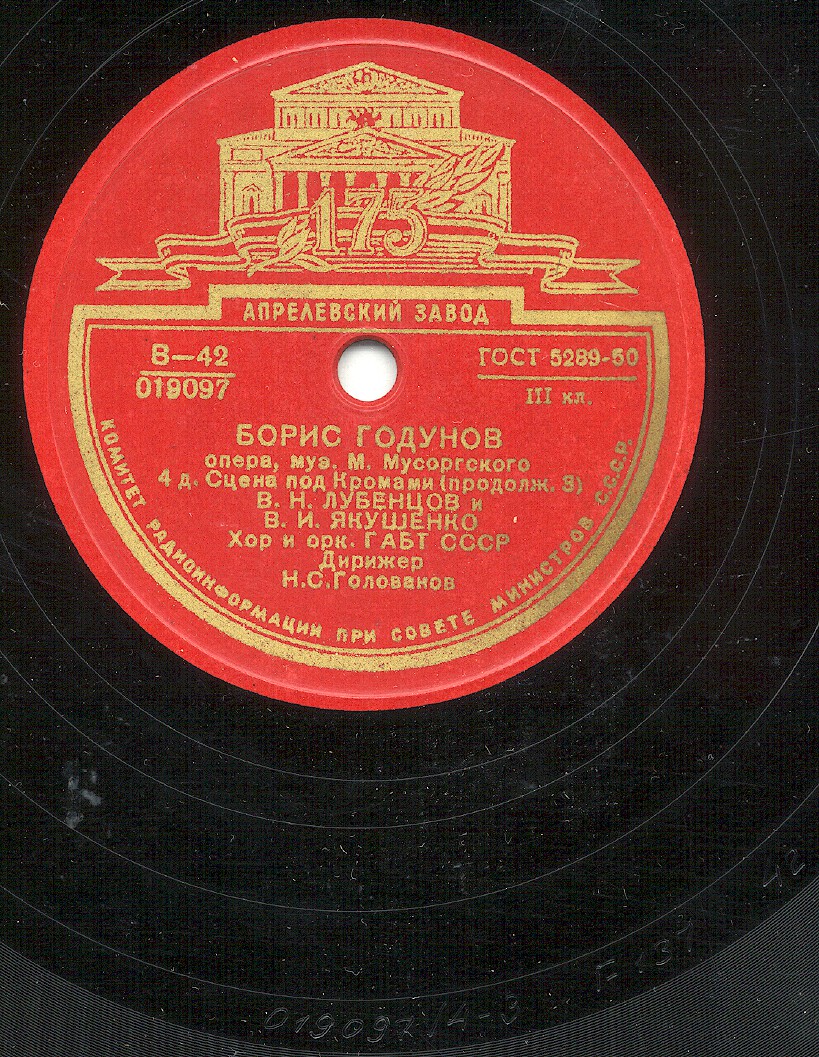 175
АПРЕЛЕВСКИЙ ЗАВОД
В—42
019097
ГОСТ 5289-50
III кл.
БОРИС ГОДУНОВ
опера, муз. М. Мусоргского
4 д. Сцена под Кромами (продолж. 3)
В. Н. ЛУБЕНЦОВ и
В. И. ЯКУШЕНКО
Хор и орк. ГАБТ СССР
Дирижер
Н.С.Голованов
КОМИТЕТ РАДИОИНФОРМАЦИИ ПРИ СОВЕТЕ МИНИСТРОВ С.С.С.Р.
019097/4-3